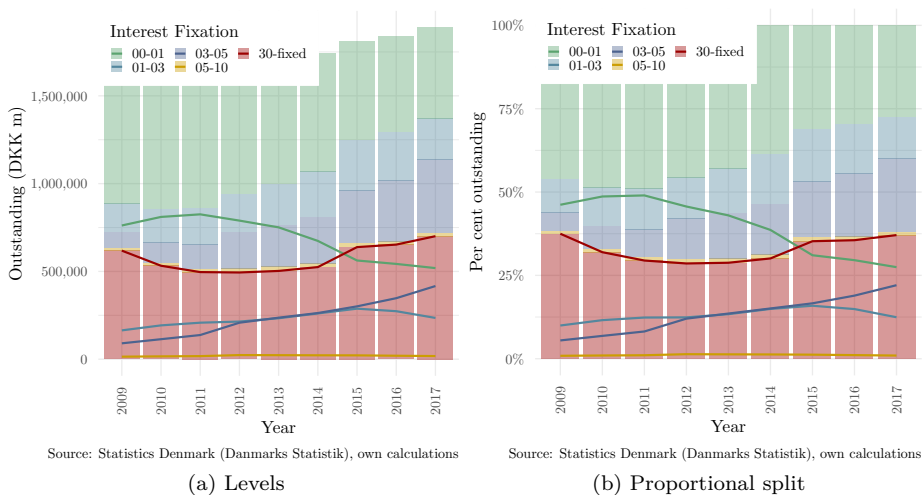 Interest Fixation
00-01 03-05 30-fixed
01-03 05-10
Outstanding (DKK m)
1,500,000
1,000,000
500,000
0
2009 2010 2011 2012 2013 2014 2015 2016 2017
Year
Source: Statistics Denmark (Danmarks Statistik), own calculations
(a) Levels
Interest Fixation
00-01 03-05 30-fixed
01-03 05-10
Per cent outstanding
100%
75%
50%
25%
0%
2009 2010 2011 2012 2013 2014 2015 2016 2017
Year
Source: Statistics Denmark (Danmarks Statistik), own calculations
(b) Proportional split